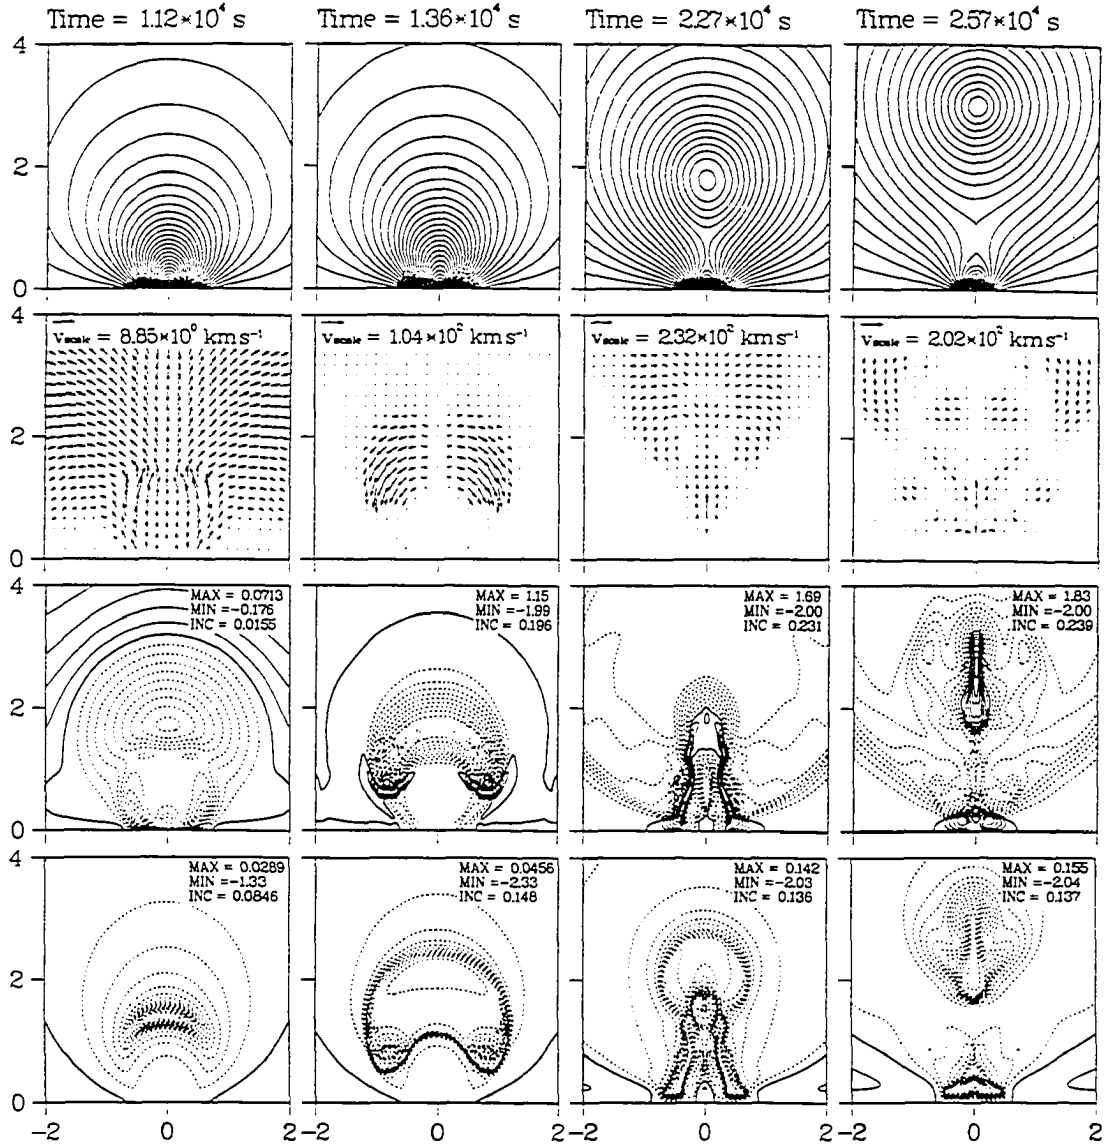 Time = 1.12×10⁴ s
Time = 1.36×10⁴ s
Time = 2.27×10⁴ s
Time = 2.57×10⁴ s
4
2
0
4
V_scale = 8.85×10⁰ km s⁻¹
V_scale = 1.04×10² km s⁻¹
V_scale = 2.32×10² km s⁻¹
V_scale = 2.02×10² km s⁻¹
2
0
4
MAX = 0.0713
MIN =-0.176
INC = 0.0155
MAX = 1.15
MIN =-1.99
INC = 0.196
MAX = 1.69
MIN =-2.00
INC = 0.231
MAX = 1.83
MIN =-2.00
INC = 0.239
2
0
4
MAX = 0.0289
MIN =-1.33
INC = 0.0846
MAX = 0.0456
MIN =-2.33
INC = 0.148
MAX = 0.142
MIN =-2.03
INC = 0.136
MAX = 0.155
MIN =-2.04
INC = 0.137
2
0
-2 0 2 -2 0 2 -2 0 2 -2 0 2